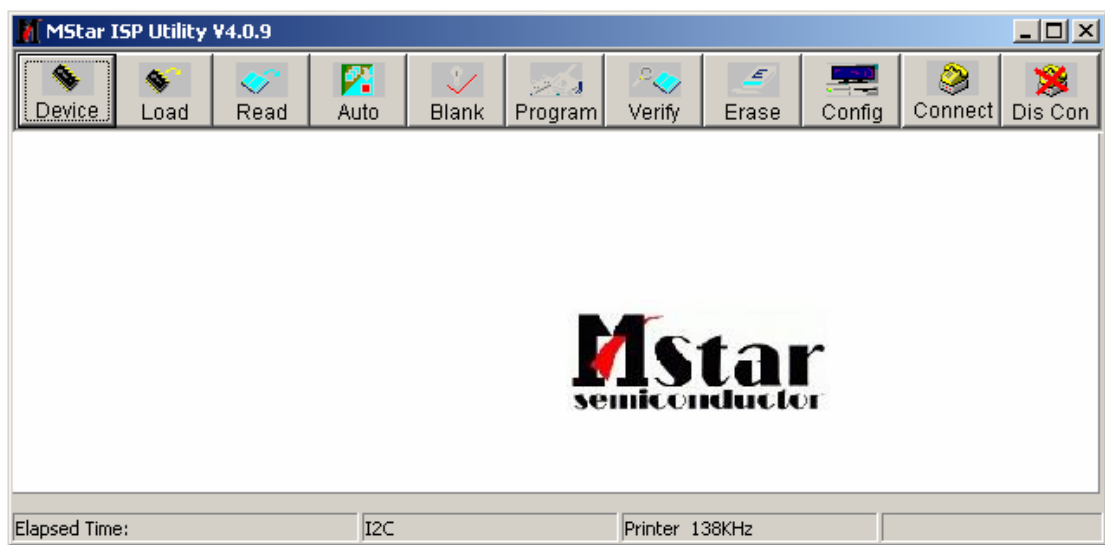 MStar ISP Utility V4.0.9
Device Load Read Auto Blank Program Verify Erase Config Connect Dis Con
Mstar
semiconductor
Elapsed Time: I2C Printer 138KHz